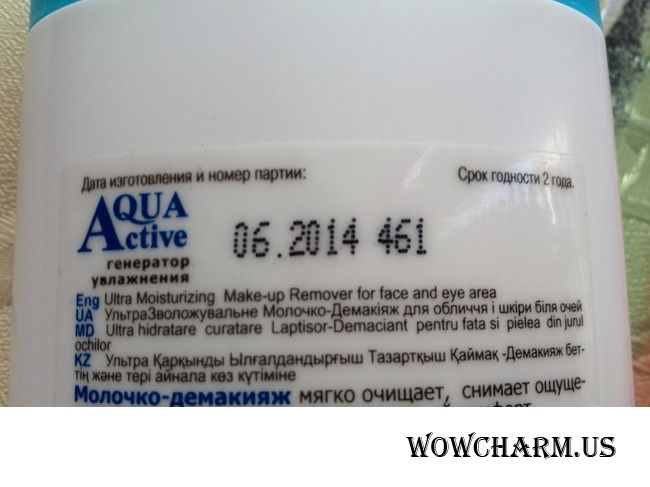 Дата изготовления и номер партии:
Срок годности 2 года.
AQUA
Active
06.2014 461
генератор
увлажнения
Eng Ultra Moisturizing Make-up Remover for face and eye area
UA УльтраЗволожувальне Молочко-Демакіяж для обличчя і шкіри біля очей
MD Ultra hidratare curatare Laptisor-Demaciant pentru fata si pielea din jurul
ochilor
KZ Ультра Қарқынды Ылғалдандырғыш Тазартқыш Қаймақ -Демакияж бет-
тің және тері айнала көз күтіміне
Молочко-демакияж мягко очищает, снимает ощуще-
WOWCHARM.US